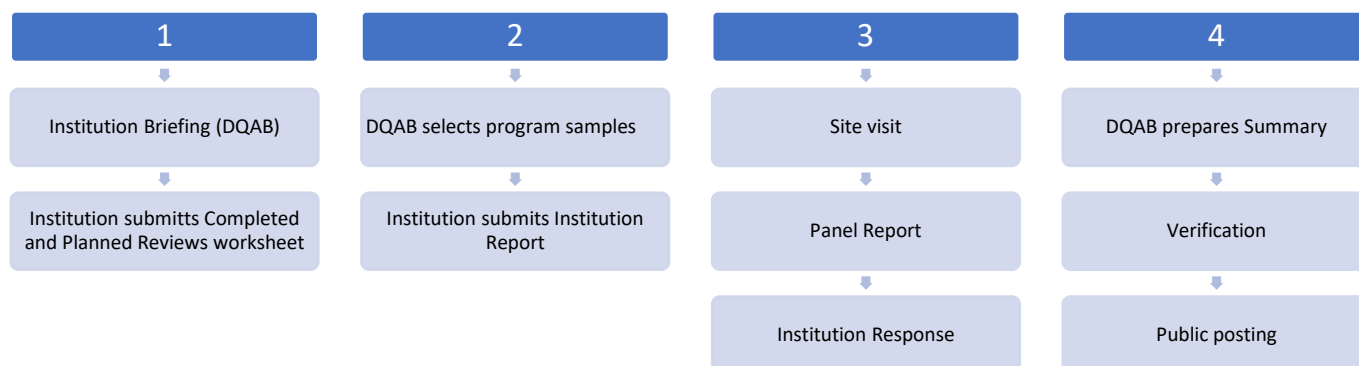 1
Institution Briefing (DQAB)
Institution submitts Completed
and Planned Reviews worksheet
2
DQAB selects program samples
Institution submits Institution
Report
3
Site visit
Panel Report
Institution Response
4
DQAB prepares Summary
Verification
Public posting